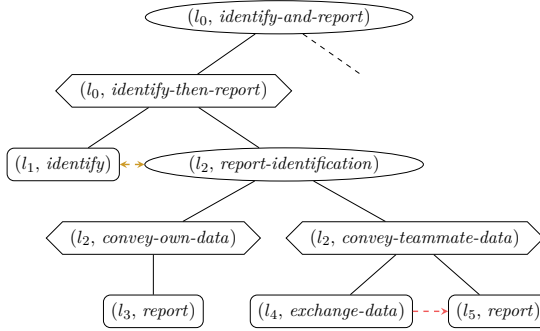 (l₀, identify-and-report)
(l₀, identify-then-report)
(l₁, identify)
(l₂, report-identification)
(l₂, convey-own-data)
(l₂, convey-teammate-data)
(l₃, report)
(l₄, exchange-data)
(l₅, report)